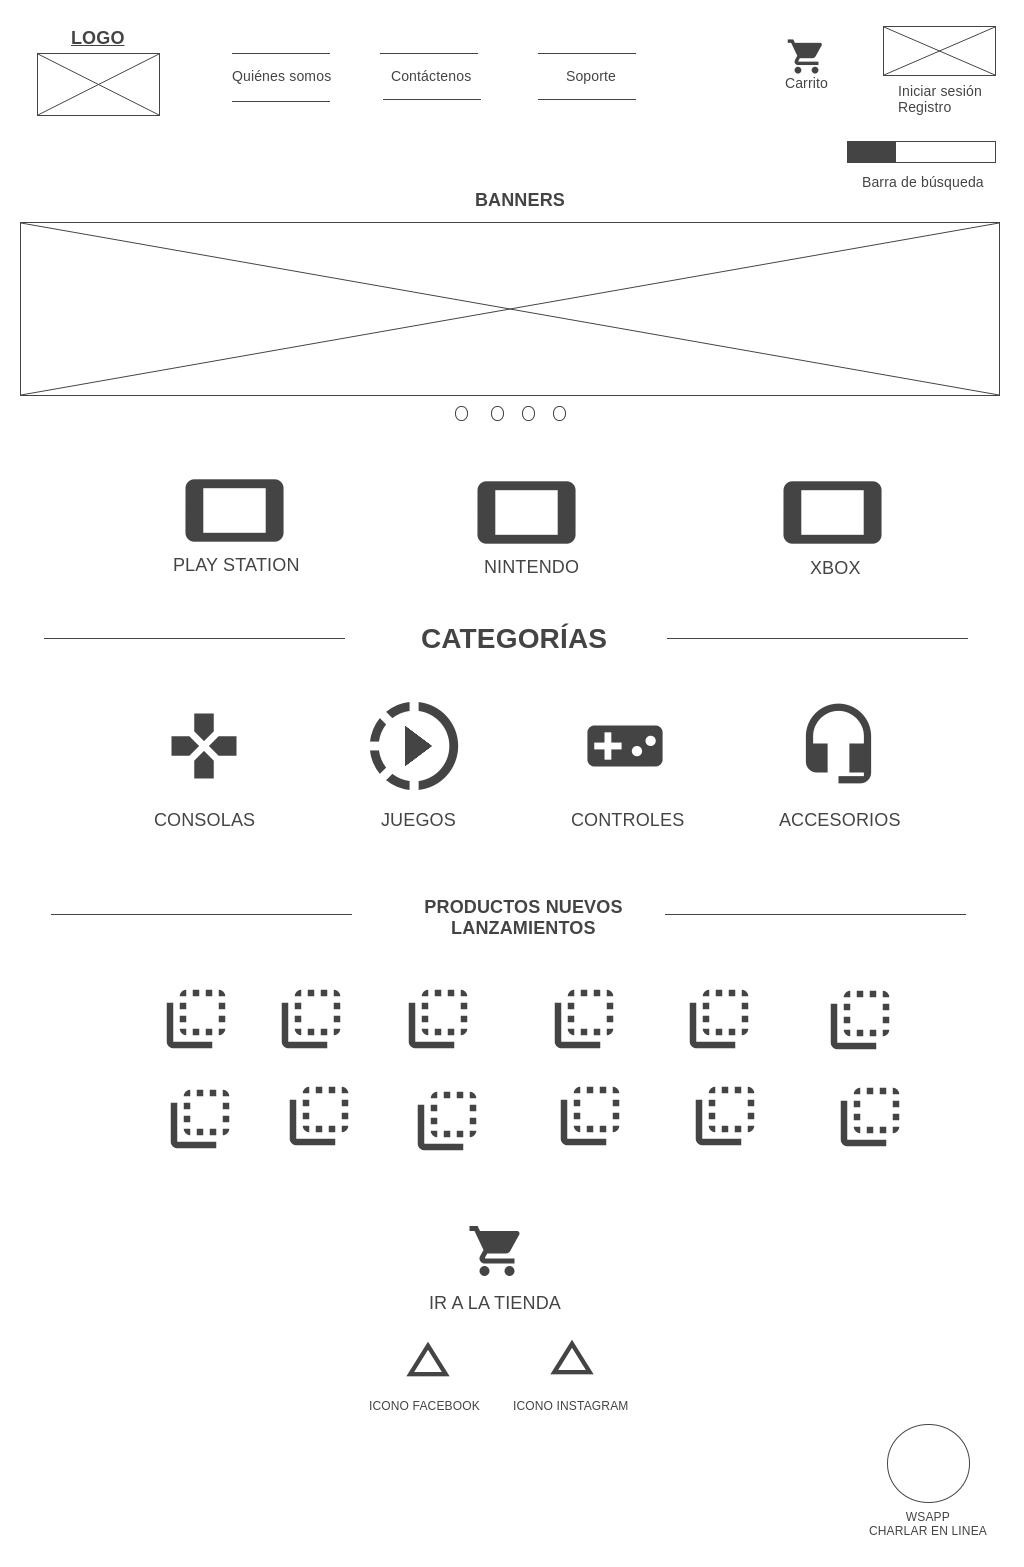 LOGO
Quiénes somos
Contáctenos
Soporte
Carrito
Iniciar sesión
Registro
Barra de búsqueda
BANNERS
PLAY STATION
NINTENDO
XBOX
CATEGORÍAS
CONSOLAS
JUEGOS
CONTROLES
ACCESORIOS
PRODUCTOS NUEVOS
LANZAMIENTOS
IR A LA TIENDA
ICONO FACEBOOK
ICONO INSTAGRAM
WSAPP
CHARLAR EN LINEA